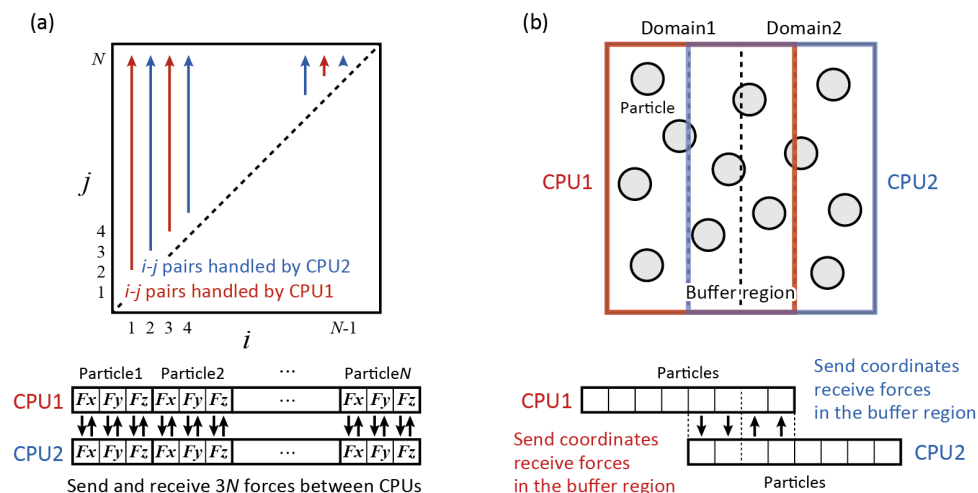 (a)
N
j
4
3
2
1
i-j pairs handled by CPU2
i-j pairs handled by CPU1
1 2 3 4 N-1
i
Particle1 Particle2 ... ParticleN
CPU1 Fx Fy Fz Fx Fy Fz ... Fx Fy Fz
CPU2 Fx Fy Fz Fx Fy Fz ... Fx Fy Fz
Send and receive 3N forces between CPUs
(b)
Domain1 Domain2
Particle
CPU1 CPU2
Buffer region
Particles
CPU1
Send coordinates
receive forces
in the buffer region
Send coordinates
receive forces
in the buffer region
CPU2
Particles